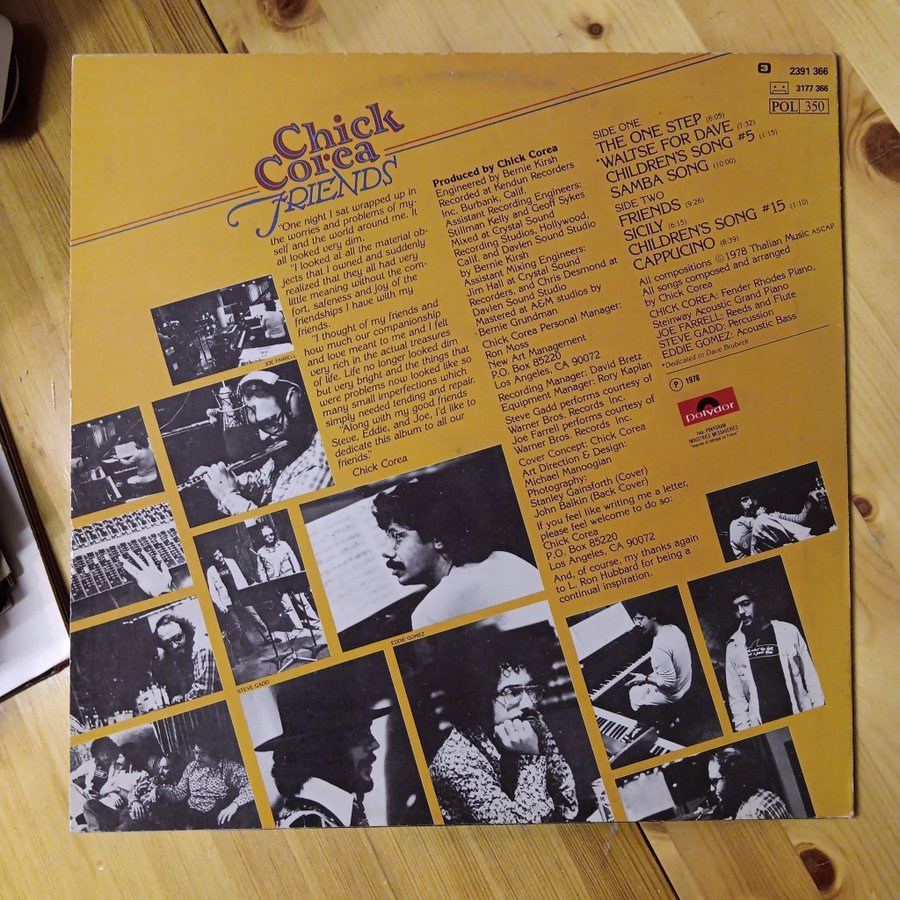 Chick
Corea
FRIENDS
"One night I sat wrapped up in
the worries and problems of my-
self and the world around me. It
all looked very dim.
"I looked at all the material ob-
jects that I owned and suddenly
realized that they all had very
little meaning without the com-
fort, safeness and joy of the
friendships I have with my
friends.
"I thought of my friends and
how much our companionship
and love meant to me and I felt
very rich in the actual treasures
of life. Life no longer looked dim
but very bright and the things that
were problems now looked like so
many small imperfections which
simply needed tending and repair.
"Along with my good friends
Steve, Eddie, and Joe, I'd like to
dedicate this album to all our
friends."
Chick Corea
Produced by Chick Corea
Engineered by Bernie Kirsh
Recorded at Kendun Recorders
Inc. Burbank, Calif.
Assistant Recording Engineers:
Stillman Kelly and Geoff Sykes
Mixed at Crystal Sound
Recording Studios, Hollywood,
Calif. and Davlen Sound Studio
by Bernie Kirsh
Assistant Mixing Engineers:
Jim Hall at Crystal Sound
Recorders, and Chris Desmond at
Davlen Sound Studio
Mastered at A&M studios by
Bernie Grundman
Chick Corea Personal Manager:
Ron Moss
New Art Management
P.O. Box 85220
Los Angeles, CA 90072
Recording Manager: David Bretz
Equipment Manager: Rory Kaplan
Steve Gadd performs courtesy of
Warner Bros. Records Inc.
Joe Farrell performs courtesy of
Warner Bros. Records Inc
Cover Concept: Chick Corea
Art Direction & Design:
Michael Manoogian
Photography:
Stanley Gainsforth (Cover)
John Balkin (Back Cover)
If you feel like writing me a letter,
please feel welcome to do so:
Chick Corea
P.O. Box 85220
Los Angeles, CA 90072
And, of course, my thanks again
to L. Ron Hubbard for being a
continual inspiration.
3 2391 366
3177 366
POL 350
SIDE ONE
THE ONE STEP (6:05)
*WALTSE FOR DAVE (7:32)
CHILDREN'S SONG #5 (1:15)
SAMBA SONG (10:00)
SIDE TWO
FRIENDS (9:26)
SICILY (6:15)
CHILDREN'S SONG #15 (1:10)
CAPPUCINO (8:39)
All compositions © 1978 Thalian Music ASCAP
All songs composed and arranged
by Chick Corea
CHICK COREA: Fender Rhodes Piano,
Steinway Acoustic Grand Piano
JOE FARRELL: Reeds and Flute
STEVE GADD: Percussion
EDDIE GOMEZ: Acoustic Bass
*Dedicated to Dave Brubeck
℗ 1978
polydor
INDUSTRIES MESSAGERIES
JOE FARRELL
EDDIE GOMEZ
STEVE GADD